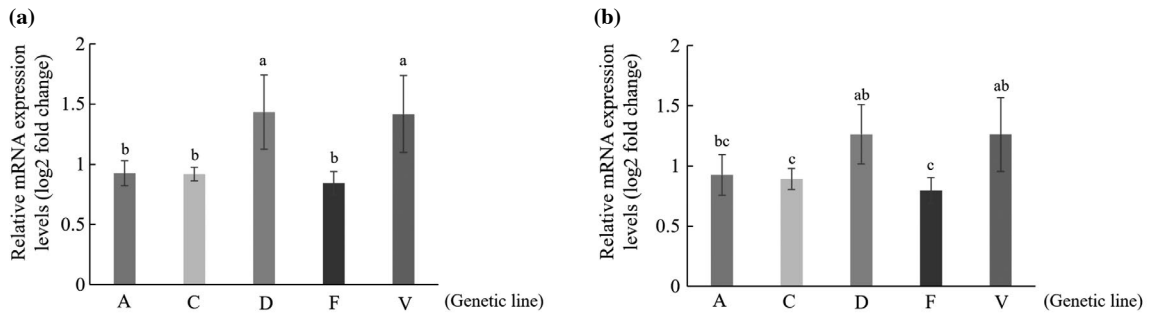 (a)
Relative mRNA expression
levels (log2 fold change)
2
1.5
1
0.5
0
b
b
a
b
a
A C D F V (Genetic line)
(b)
Relative mRNA expression
levels (log2 fold change)
2
1.5
1
0.5
0
bc
c
ab
c
ab
A C D F V (Genetic line)